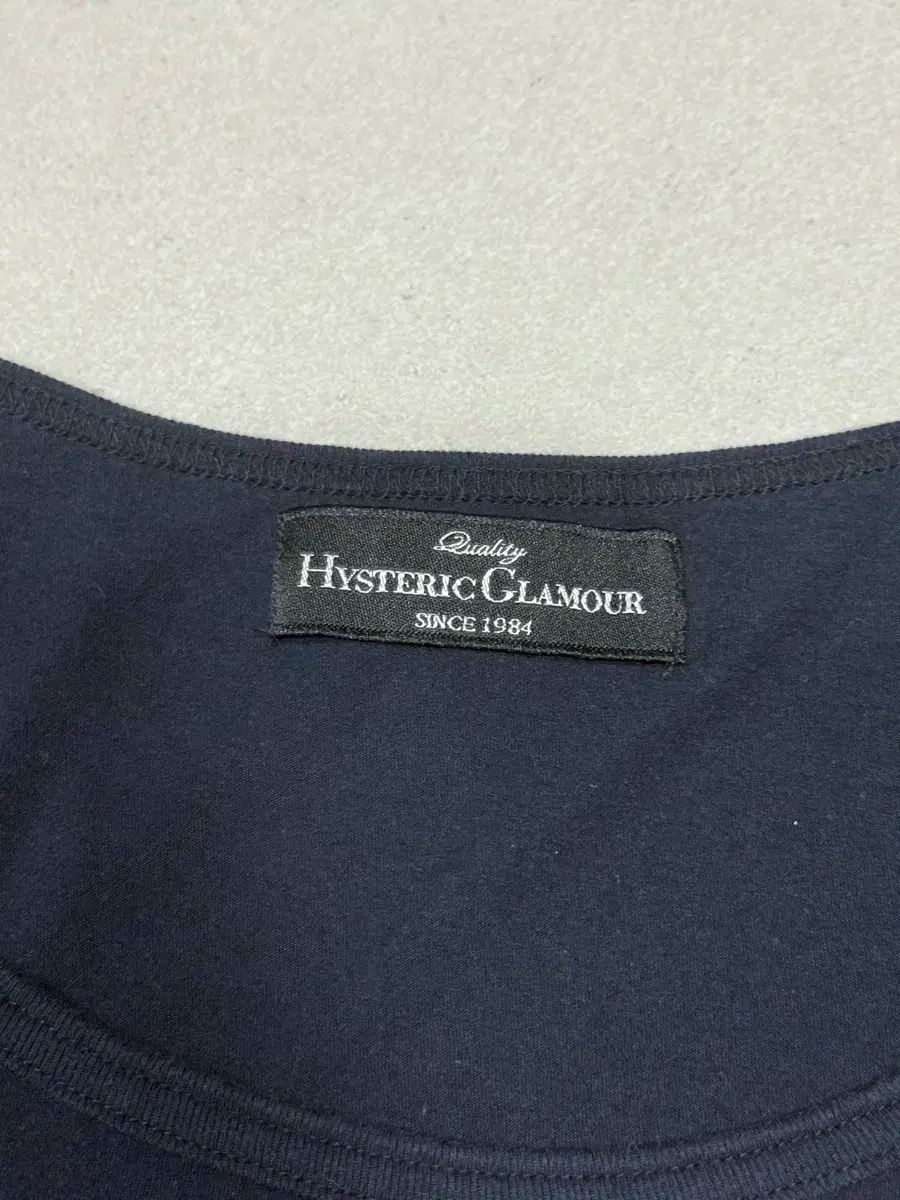 Quality
HYSTERIC GLAMOUR
SINCE 1984